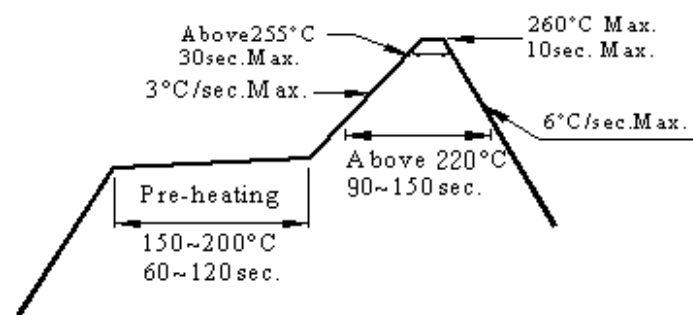 Above255°C
30sec.Max.
260°C Max.
10sec.Max.
3°C/sec.Max.
6°C/sec.Max.
Above 220°C
90~150sec.
Pre-heating
150~200°C
60~120sec.